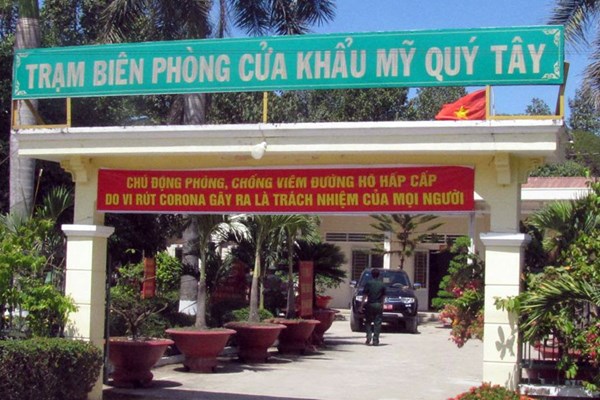 TRẠM BIÊN PHÒNG CỬA KHẨU MỸ QUÝ TÂY
CHỦ ĐỘNG PHÒNG, CHỐNG VIÊM ĐƯỜNG HÔ HẤP CẤP
DO VI RÚT CORONA GÂY RA LÀ TRÁCH NHIỆM CỦA MỌI NGƯỜI